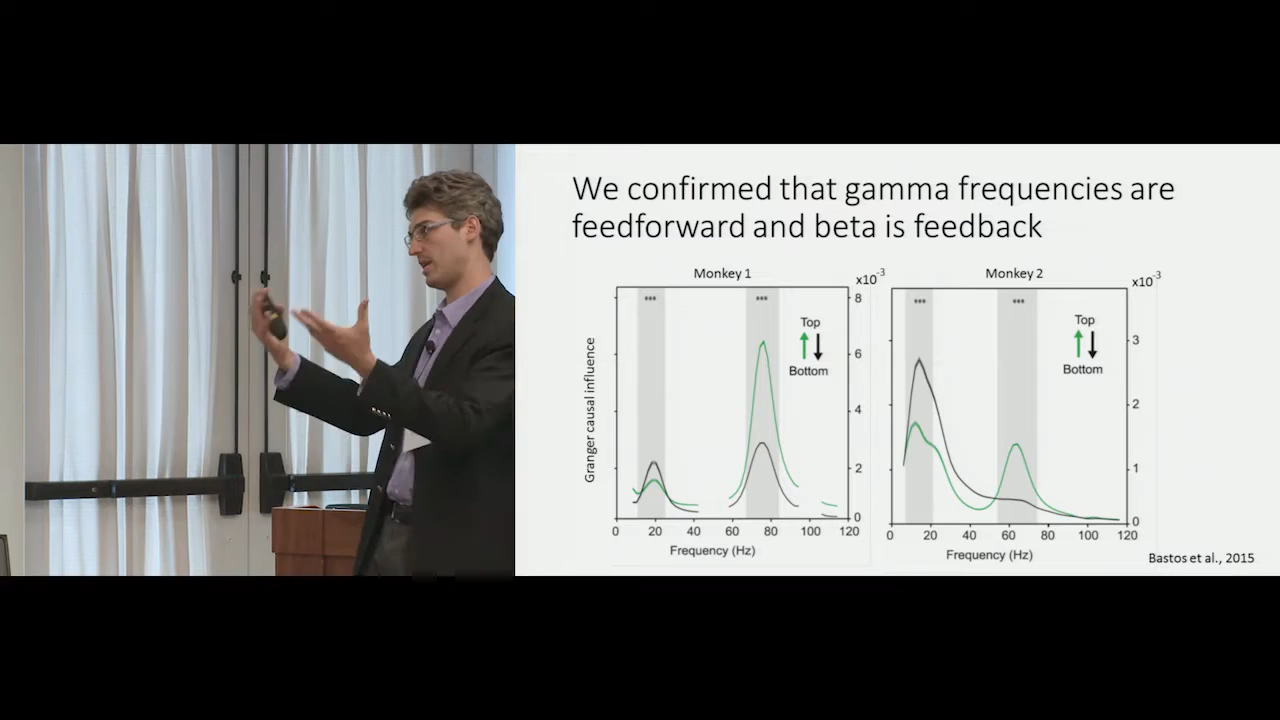 We confirmed that gamma frequencies are
feedforward and beta is feedback
Monkey 1
x10-3
Granger causal influence
***
***
Top
Bottom
8
6
4
2
0
0 20 40 60 80 100 120
Frequency (Hz)
Monkey 2
x10-3
***
***
Top
Bottom
3
2
1
0
0 20 40 60 80 100 120
Frequency (Hz)
Bastos et al., 2015